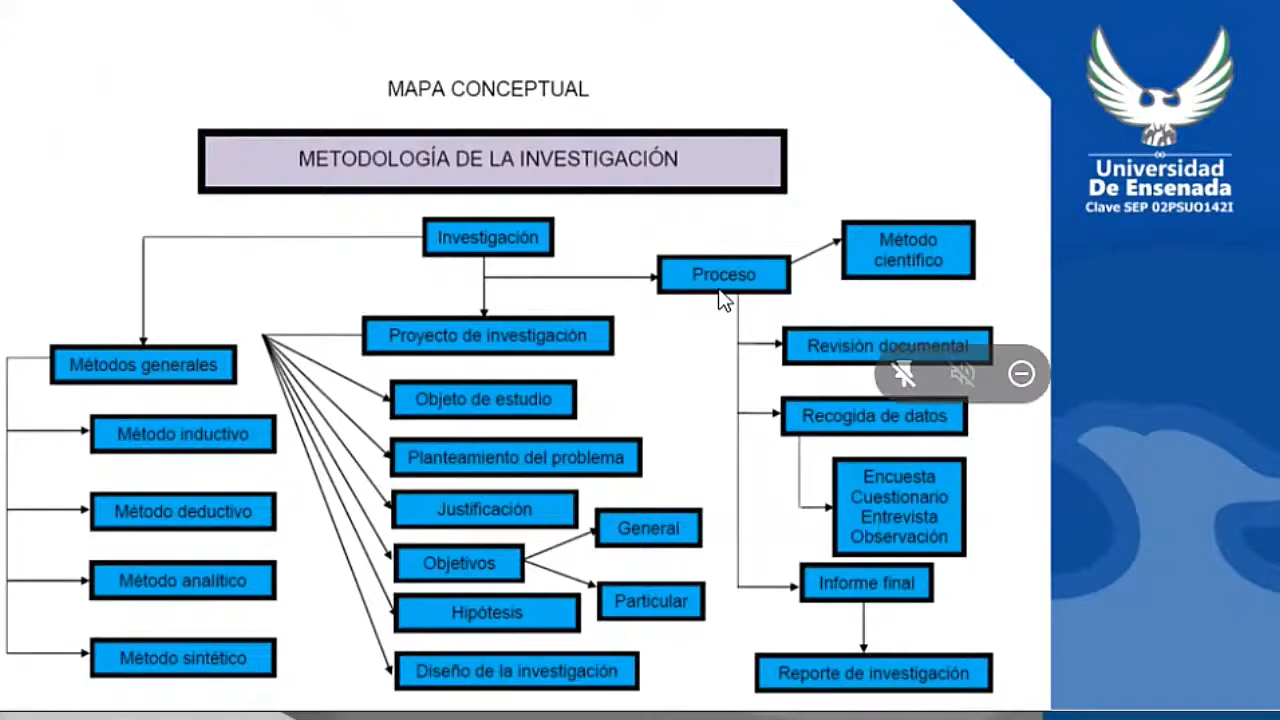 MAPA CONCEPTUAL
METODOLOGÍA DE LA INVESTIGACIÓN
Universidad
De Ensenada
Clave SEP 02PSUO142I
Investigación
Proceso
Método
científico
Proyecto de investigación
Métodos generales
Método inductivo
Método deductivo
Método analítico
Método sintético
Objeto de estudio
Planteamiento del problema
Justificación
Objetivos
General
Particular
Hipótesis
Diseño de la investigación
Revisión documental
Recogida de datos
Encuesta
Cuestionario
Entrevista
Observación
Informe final
Reporte de investigación